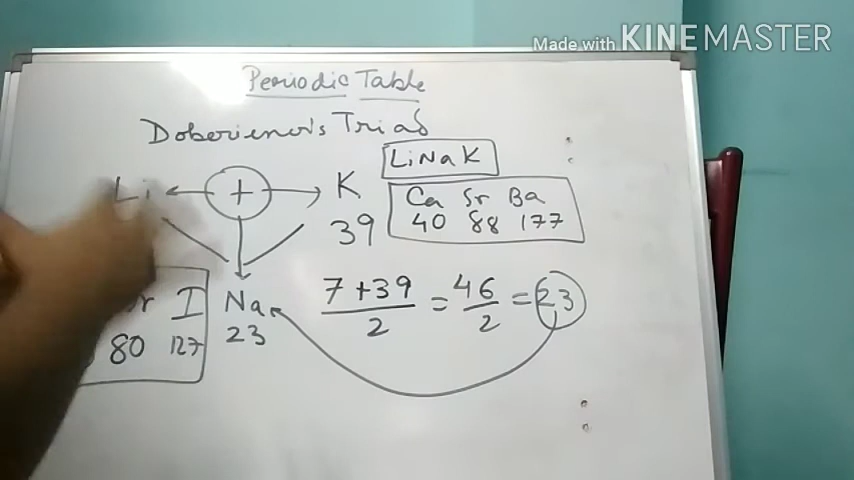 Made with KINEMASTER
Periodic Table
Doberiener's Triad
LiNaK
Li + K
Ca Sr Ba
39
40 88 177
I Na
80 127 23
7+39/2 = 46/2 = 23